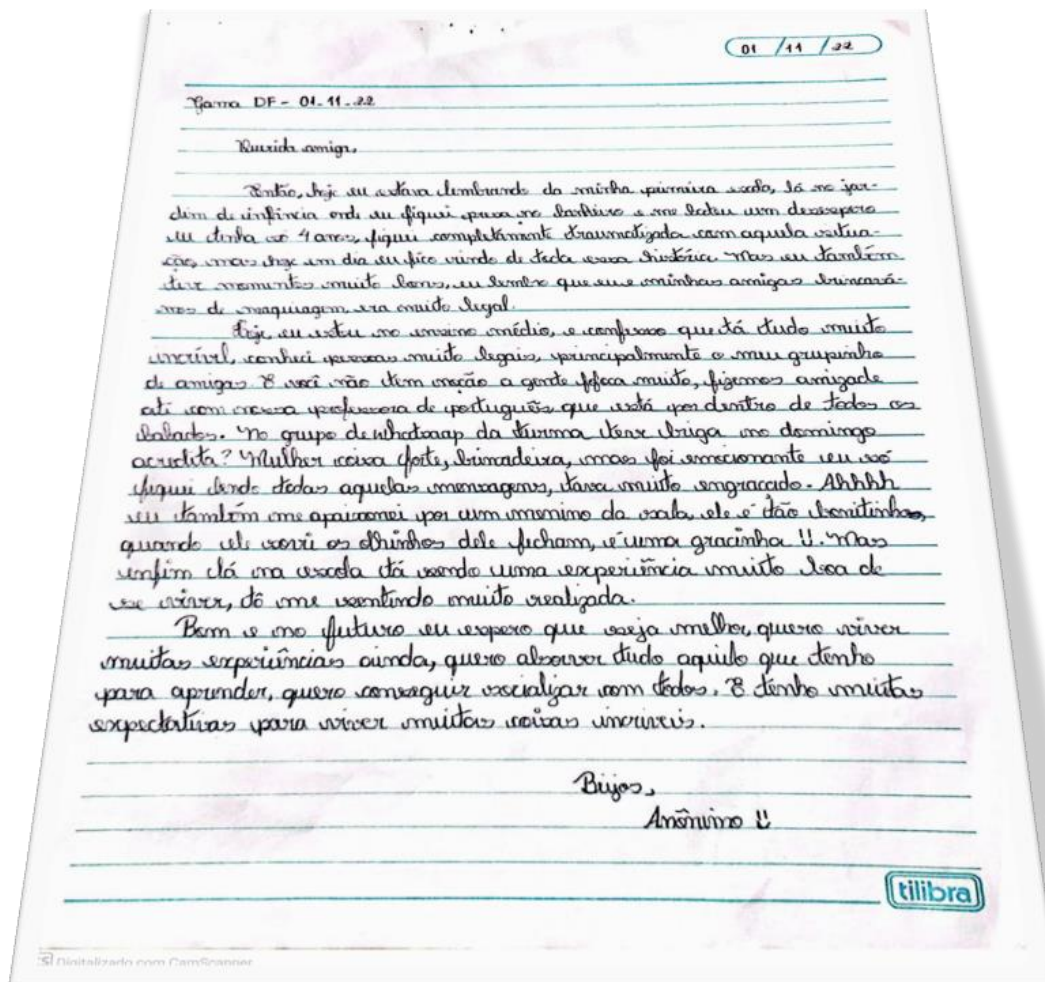 01 / 11 / 22
Gama DF - 01-11-22
Querida amiga,
Então, hoje eu estava lembrando da minha primeira escola, lá no jar-
dim de infância onde eu fiquei presa no banheiro e me bateu um desespero
eu tinha só 4 anos, fiquei completamente traumatizada com aquela situa-
ção, mas hoje em dia eu fico rindo de toda essa história. Mas eu também
tive momentos muito bons, eu lembro que eu e minhas amigas brincava-
mos de maquiagem, era muito legal.
Hoje eu estou no ensino médio, e confesso que tá tudo muito
incrível, conheci pessoas muito legais, principalmente o meu grupinho
de amigas. E você não tem noção a gente fofoca muito, fizemos amizade
até com nossa professora de português que está por dentro de todos os
babados. No grupo de whatsaap da turma teve briga no domingo
acredita? Mulher coisa forte, brincadeira, mas foi emocionante eu só
fiquei lendo todas aquelas mensagens, tava muito engraçado. Ahhhh
eu também me apaixonei por um menino da sala, ele é tão bonitinho,
quando ele sorri os olhinhos dele fecham, é uma gracinha !!. Mas
enfim lá na escola tá sendo uma experiência muito boa de
se viver, tô me sentindo muito realizada.
Bom e no futuro eu espero que seja melhor, quero viver
muitas experiências ainda, quero absorver tudo aquilo que tenho
para aprender, quero conseguir socializar com todos. E tenho muitas
expectativas para viver muitas coisas incríveis.
Beijos,
Anônimo !!
tilibra
Digitalizado com CamScanner